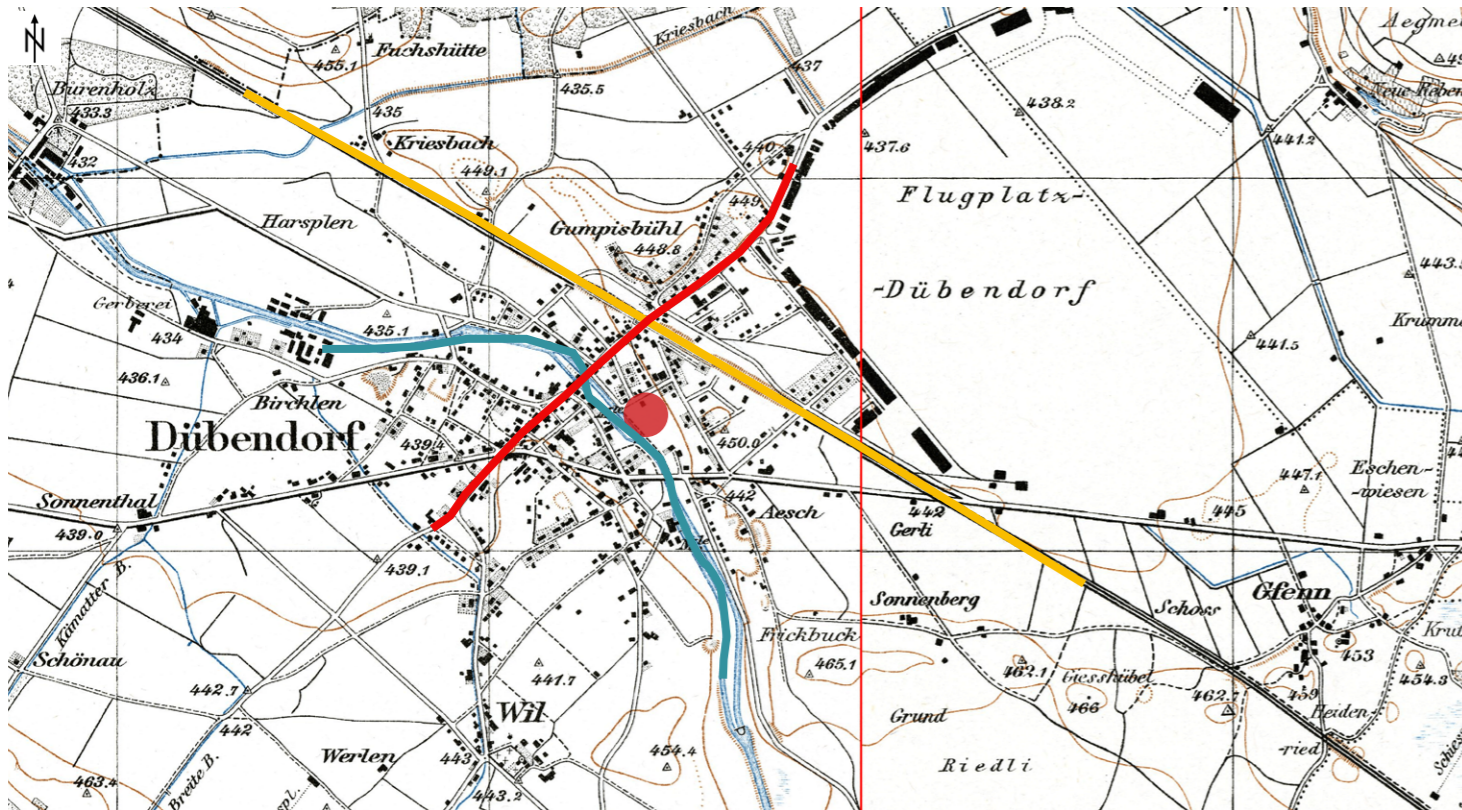 N
Fuchshütte
455.1
Kriesbach
437
Aegmet
Burenholz
433.3
435
435.5
438.2
432
Kriesbach
440
437.6
441.2
449.1
449
Flugplatz-
Harsplen
Gumpisbühl
448.8
443.
-Dübendorf
Gerberei
434
435.1
441.5
436.1
Birchlen
Dübendorf
439.4
450.0
447.1
Eschen-
-wiesen
Sonnenthal
439.0
442
Aesch
442
Gerli
445
439.1
Kämatter B.
Sonnenberg
Schoss
Gfenn
Schönau
441.7
Frickbuck
465.1
462.1
Giesshübel
453
442.7
466
462.
459
454.3
442
Wil
Grund
Heiden-
Werlen
443
454.4
Riedli
-ried
463.4
Breite B.
443.2